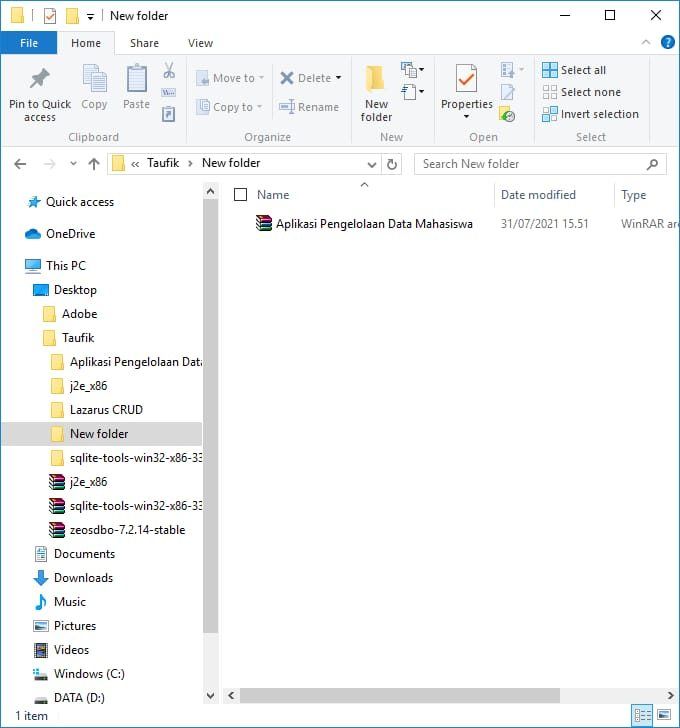 New folder
File Home Share View
Pin to Quick access
Copy
Paste
Clipboard
Move to
Copy to
Delete
Rename
Organize
New folder
New
Properties
Open
Select all
Select none
Invert selection
Select
« Taufik > New folder
Search New folder
Quick access
OneDrive
This PC
Desktop
Adobe
Taufik
Aplikasi Pengelolaan Data
j2e_x86
Lazarus CRUD
New folder
sqlite-tools-win32-x86-33
j2e_x86
sqlite-tools-win32-x86-33
zeosdbo-7.2.14-stable
Documents
Downloads
Music
Pictures
Videos
Windows (C:)
DATA (D:)
Name Date modified Type
Aplikasi Pengelolaan Data Mahasiswa 31/07/2021 15.51 WinRAR ar
1 item